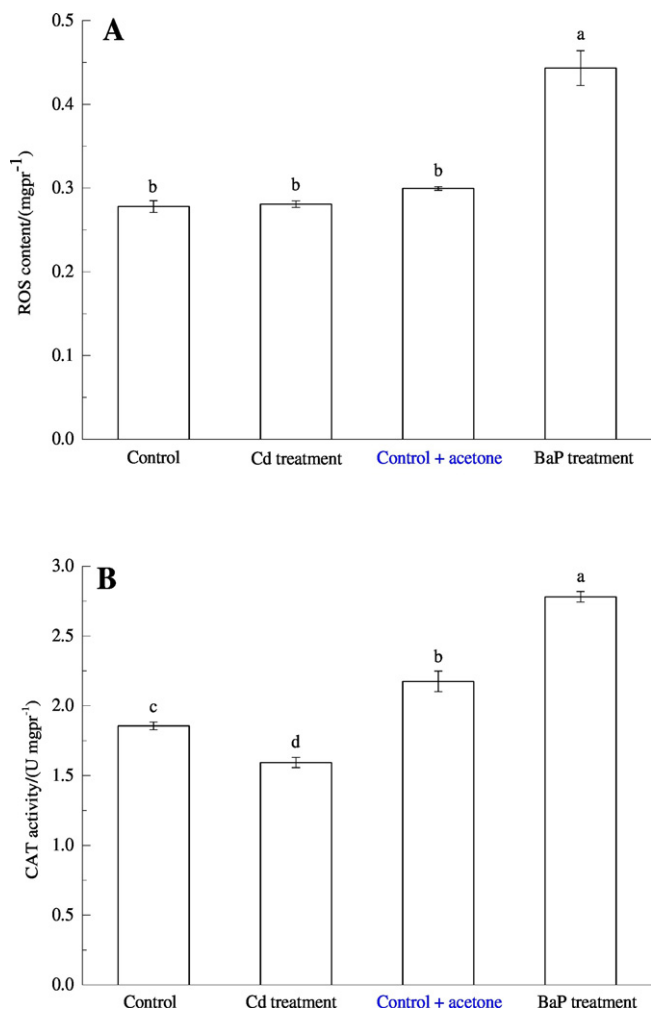 A
0.5
a
0.4
0.3
b
b
b
ROS content/(mgpr-1)
0.2
0.1
0.0
Control
Cd treatment
Control + acetone
BaP treatment
B
3.0
a
2.5
b
2.0
c
d
CAT activity/(U mgpr-1)
1.5
1.0
0.5
0.0
Control
Cd treatment
Control + acetone
BaP treatment